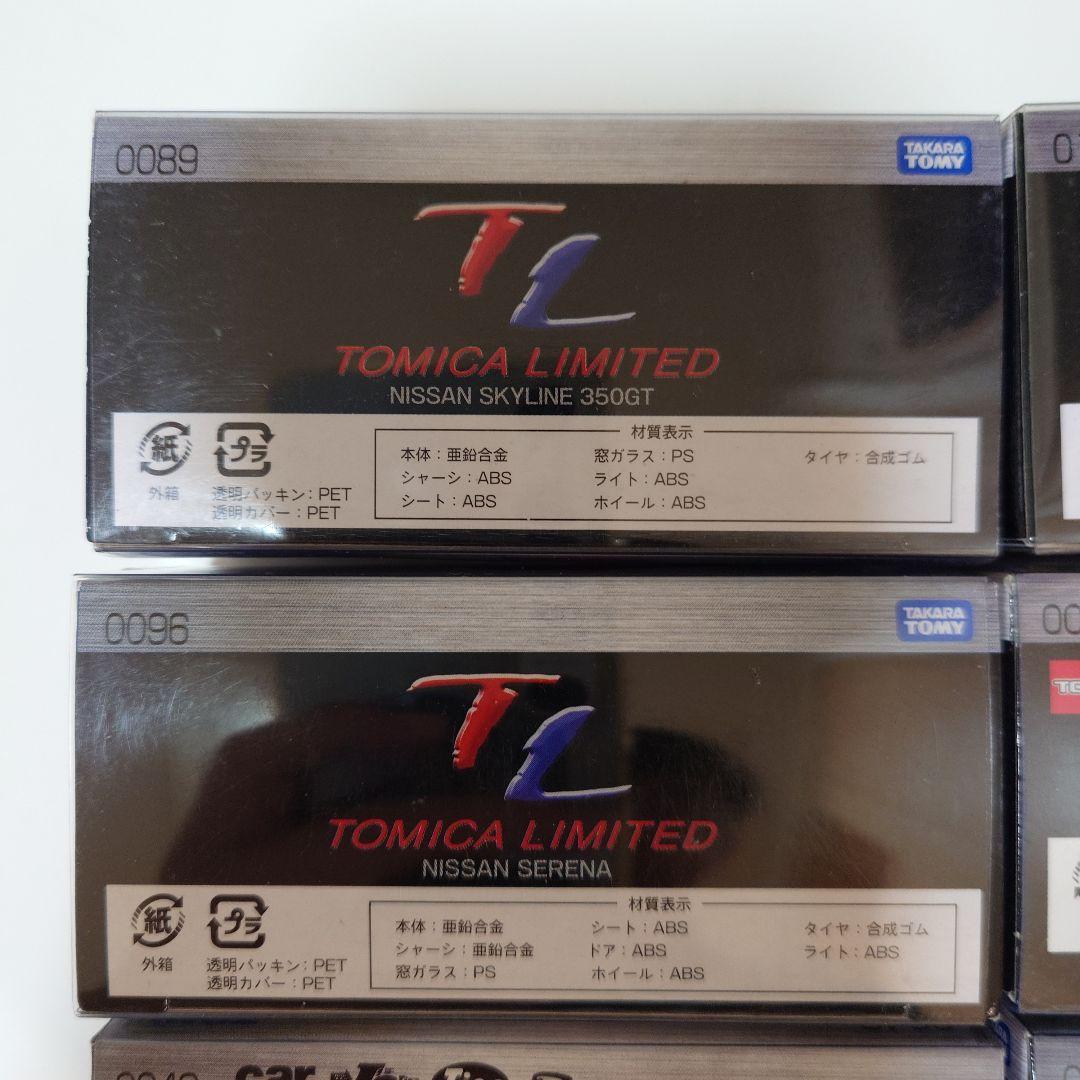 0089
TAKARA
TOMY
TL
TOMICA LIMITED
NISSAN SKYLINE 350GT
紙
外箱
プラ
透明パッキン：PET
透明カバー：PET
材質表示
本体：亜鉛合金
シャーシ：ABS
シート：ABS
窓ガラス：PS
ライト：ABS
ホイール：ABS
タイヤ：合成ゴム
0096
TAKARA
TOMY
TL
TOMICA LIMITED
NISSAN SERENA
紙
外箱
プラ
透明パッキン：PET
透明カバー：PET
材質表示
本体：亜鉛合金
シャーシ：亜鉛合金
窓ガラス：PS
シート：ABS
ドア：ABS
ホイール：ABS
タイヤ：合成ゴム
ライト：ABS
car